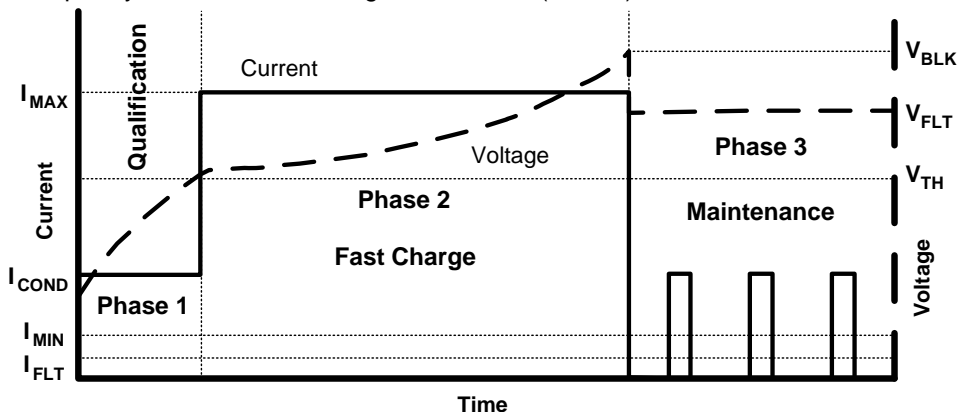 Qualification
Current
V_BLK
I_MAX
V_FLT
Voltage
Phase 3
V_TH
Phase 2
Maintenance
Current
Fast Charge
I_COND
Phase 1
Voltage
I_MIN
I_FLT
Time